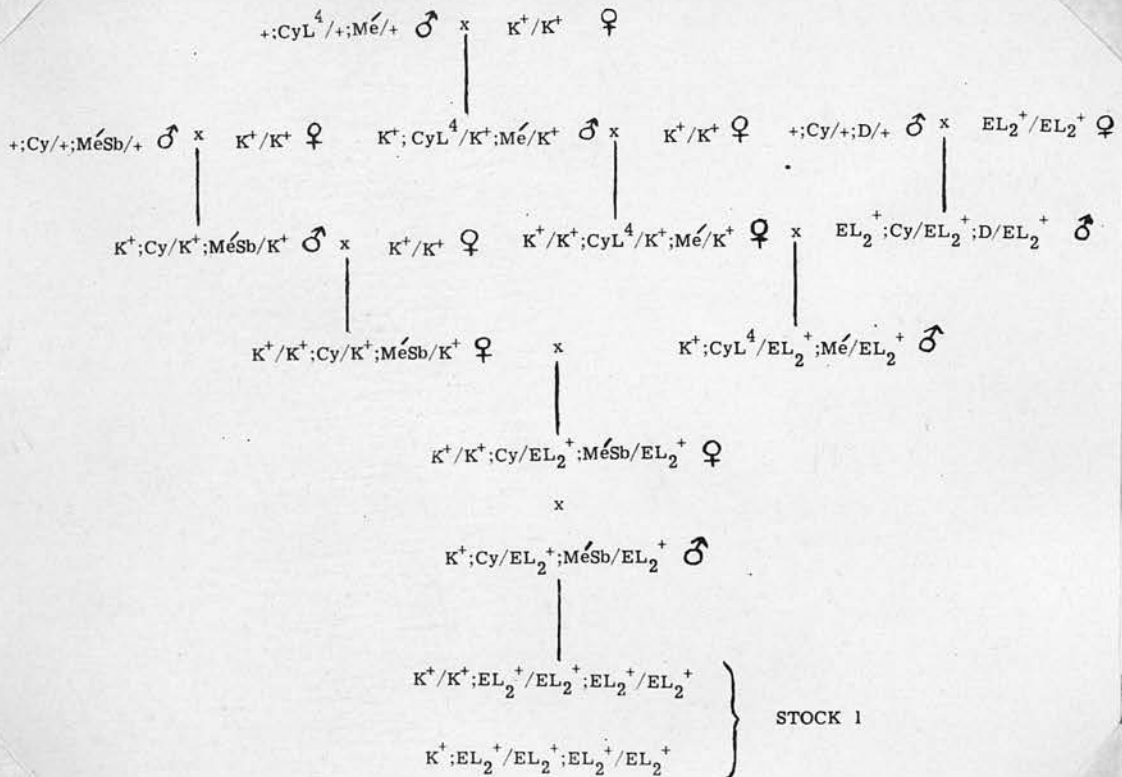 +;CyL⁴/+;Mé/+ ♂ x K⁺/K⁺ ♀
+;Cy/+;MéSb/+ ♂ x K⁺/K⁺ ♀ K⁺; CyL⁴/K⁺;Mé/K⁺ ♂ x K⁺/K⁺ ♀ +;Cy/+;D/+ ♂ x EL₂⁺/EL₂⁺ ♀
K⁺;Cy/K⁺;MéSb/K⁺ ♂ x K⁺/K⁺ ♀ K⁺/K⁺;CyL⁴/K⁺;Mé/K⁺ ♀ x EL₂⁺;Cy/EL₂⁺;D/EL₂⁺ ♂
K⁺/K⁺;Cy/K⁺;MéSb/K⁺ ♀ x K⁺;CyL⁴/EL₂⁺;Mé/EL₂⁺ ♂
K⁺/K⁺;Cy/EL₂⁺;MéSb/EL₂⁺ ♀
x
K⁺;Cy/EL₂⁺;MéSb/EL₂⁺ ♂
K⁺/K⁺;EL₂⁺/EL₂⁺;EL₂⁺/EL₂⁺
STOCK 1
K⁺;EL₂⁺/EL₂⁺;EL₂⁺/EL₂⁺